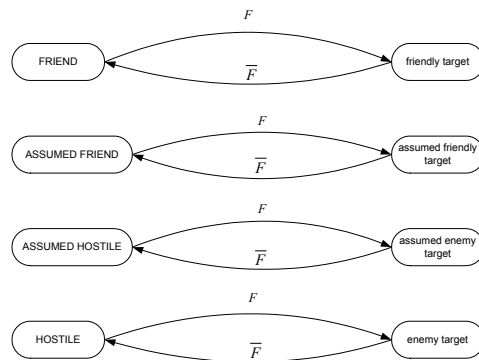 F
FRIEND
friendly target
F̅
F
ASSUMED FRIEND
assumed friendly
target
F̅
F
ASSUMED HOSTILE
assumed enemy
target
F̅
F
HOSTILE
enemy target
F̅